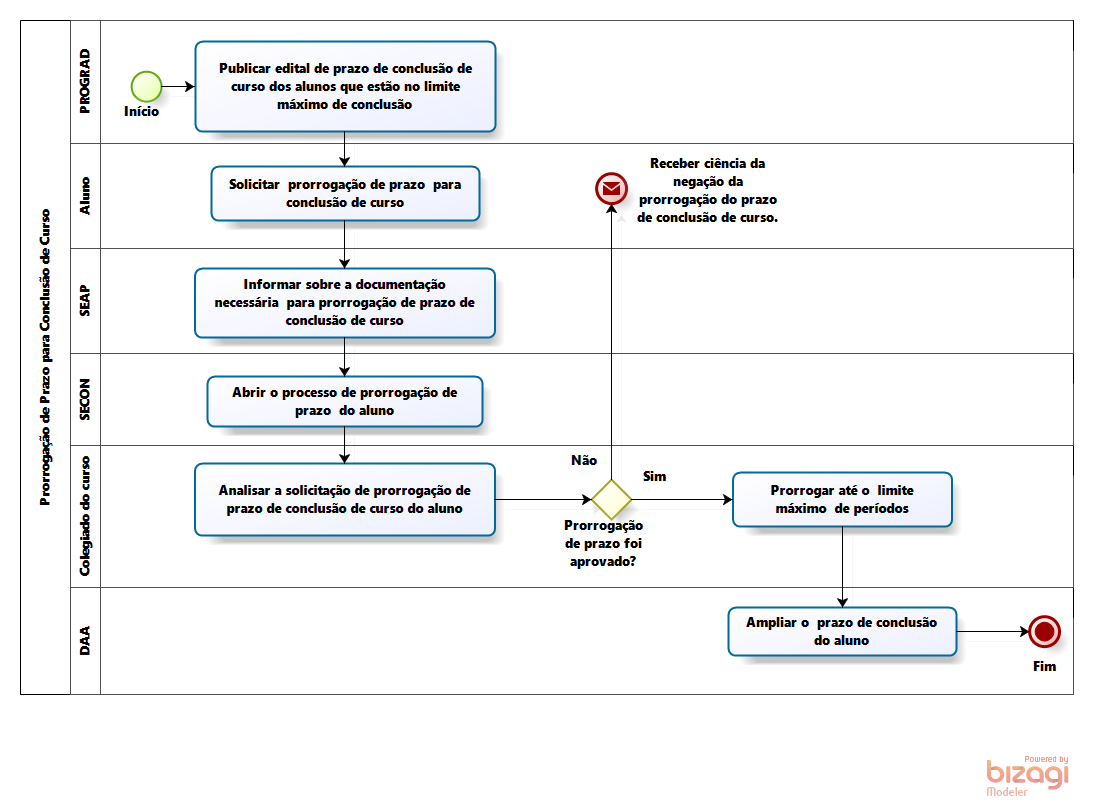 Prorrogação de Prazo para Conclusão de Curso
PROGRAD
Início
Publicar edital de prazo de conclusão de
curso dos alunos que estão no limite
máximo de conclusão
Aluno
Solicitar prorrogação de prazo para
conclusão de curso
Receber ciência da
negação da
prorrogação do prazo
de conclusão de curso.
SEAP
Informar sobre a documentação
necessária para prorrogação de prazo de
conclusão de curso
SECON
Abrir o processo de prorrogação de
prazo do aluno
Colegiado do curso
Analisar a solicitação de prorrogação de
prazo de conclusão de curso do aluno
Não
Sim
Prorrogação
de prazo foi
aprovado?
Prorrogar até o limite
máximo de períodos
DAA
Ampliar o prazo de conclusão
do aluno
Fim
Powered by
bizagi
Modeler